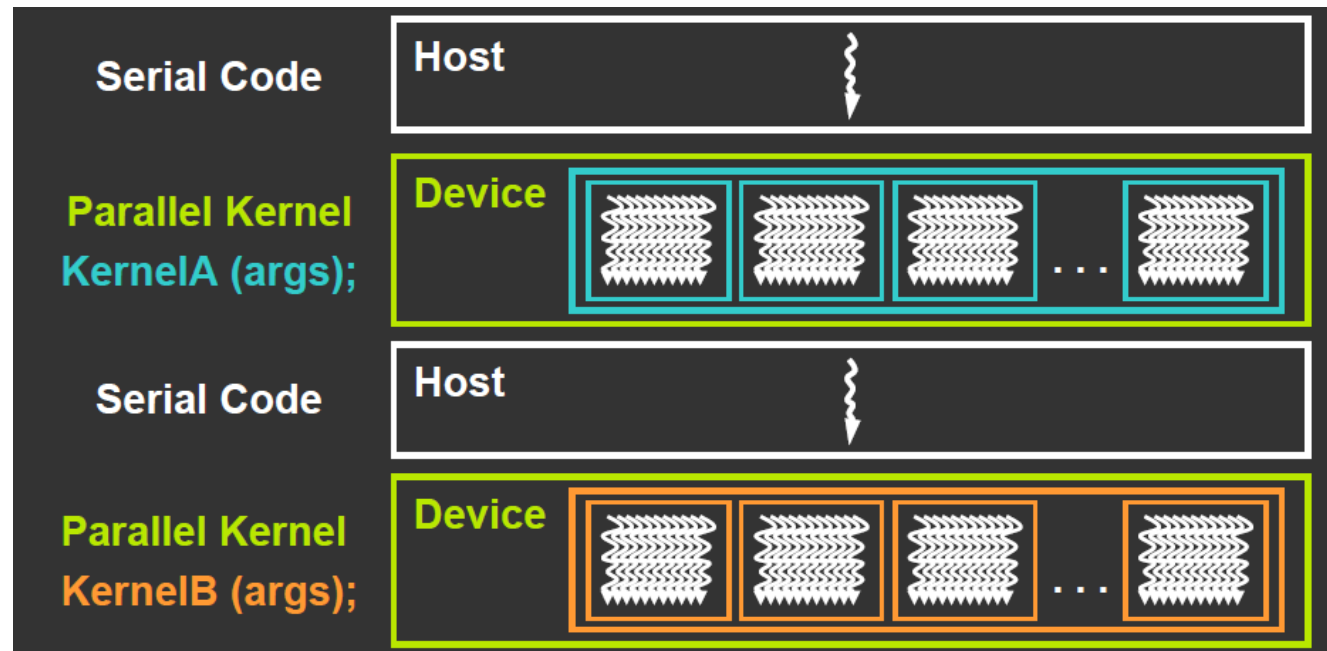 Serial Code
Host
Parallel Kernel
KernelA (args);
Device
. . .
Serial Code
Host
Parallel Kernel
KernelB (args);
Device
. . .